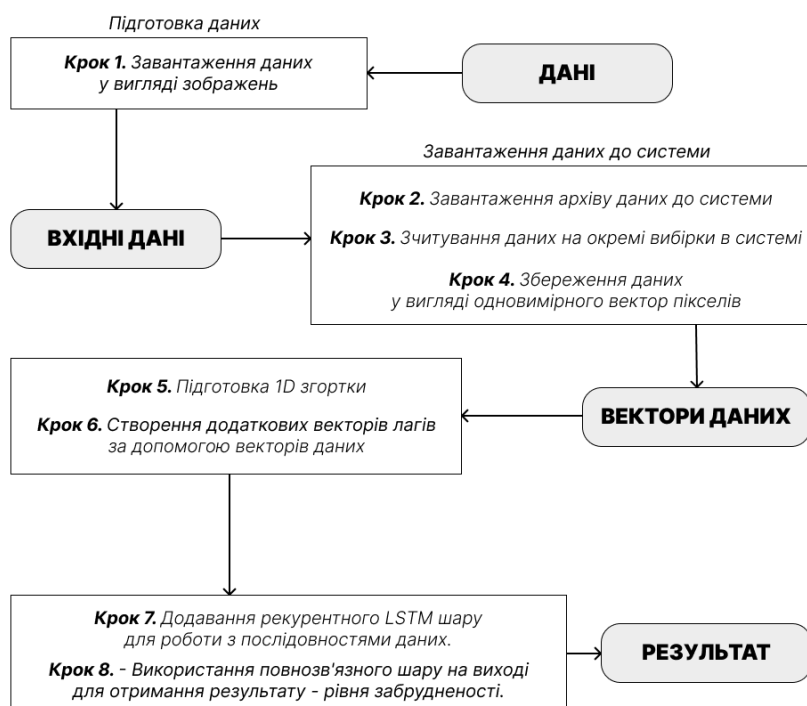 Підготовка даних
Крок 1. Завантаження даних
у вигляді зображень
ДАНІ
Завантаження даних до системи
Крок 2. Завантаження архіву даних до системи
Крок 3. Зчитування даних на окремі вибірки в системі
Крок 4. Збереження даних
у вигляді одновимірного вектор пікселів
ВХІДНІ ДАНІ
Крок 5. Підготовка 1D згортки
Крок 6. Створення додаткових векторів лагів
за допомогою векторів даних
ВЕКТОРИ ДАНИХ
Крок 7. Додавання рекурентного LSTM шару
для роботи з послідовностями даних.
Крок 8. - Використання повнозв'язного шару на виході
для отримання результату - рівня забрудненості.
РЕЗУЛЬТАТ